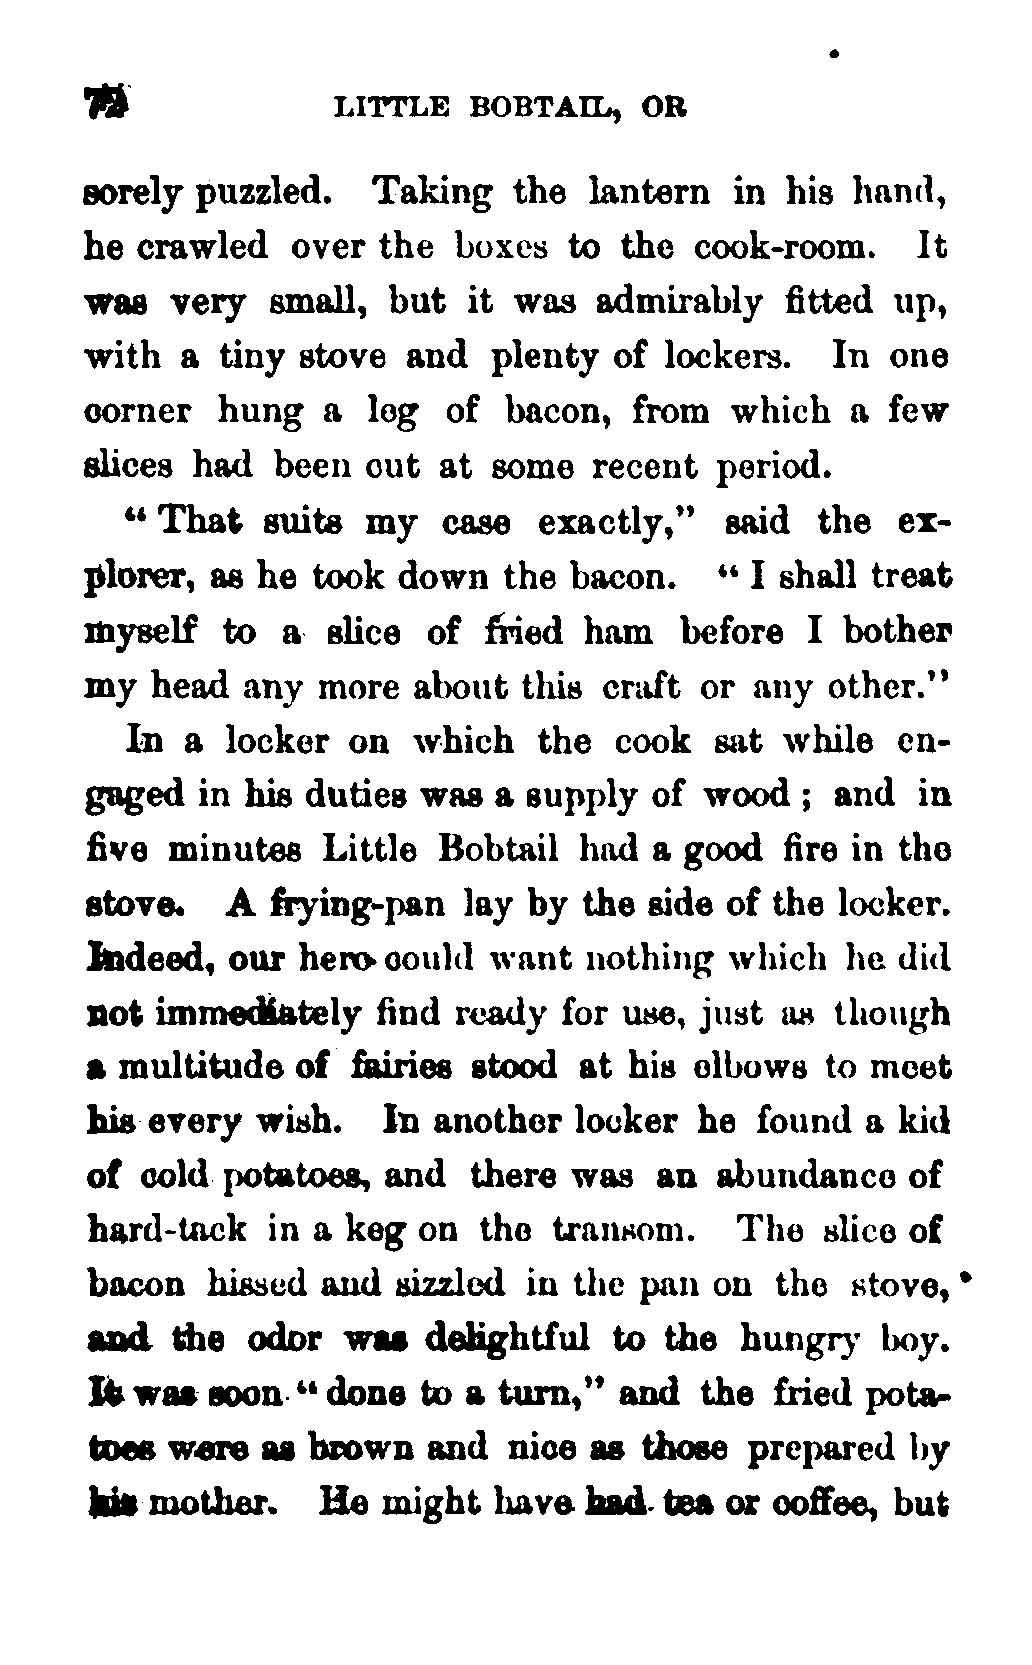 72 LITTLE BOBTAIL, OR
sorely puzzled. Taking the lantern in his hand,
he crawled over the boxes to the cook-room. It
was very small, but it was admirably fitted up,
with a tiny stove and plenty of lockers. In one
corner hung a leg of bacon, from which a few
slices had been cut at some recent period.
" That suits my case exactly," said the ex-
plorer, as he took down the bacon. " I shall treat
myself to a slice of fried ham before I bother
my head any more about this craft or any other."
In a locker on which the cook sat while en-
gaged in his duties was a supply of wood ; and in
five minutes Little Bobtail had a good fire in the
stove. A frying-pan lay by the side of the locker.
Indeed, our hero could want nothing which he did
not immediately find ready for use, just as though
a multitude of fairies stood at his elbows to meet
his every wish. In another locker he found a kid
of cold potatoes, and there was an abundance of
hard-tack in a keg on the transom. The slice of
bacon hissed and sizzled in the pan on the stove,
and the odor was delightful to the hungry boy.
It was soon " done to a turn," and the fried pota-
toes were as brown and nice as those prepared by
his mother. He might have had tea or coffee, but